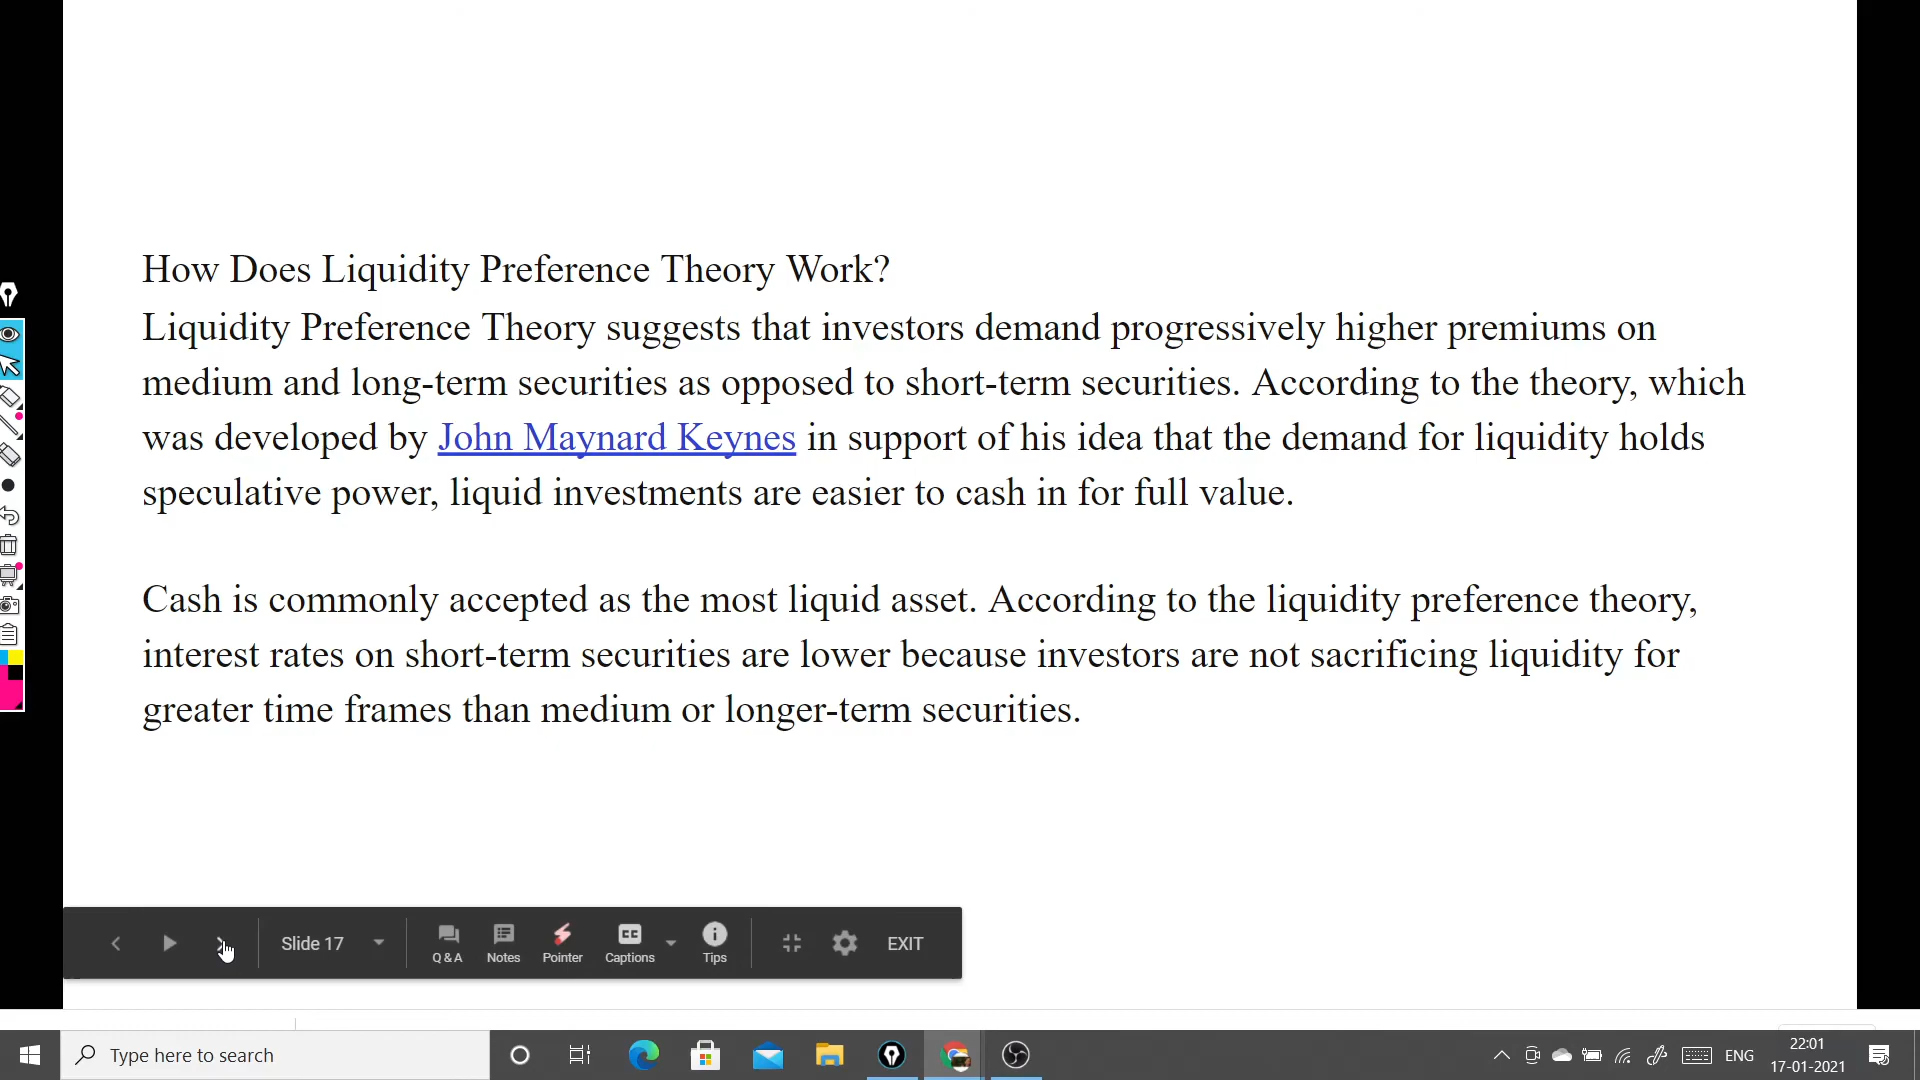 How Does Liquidity Preference Theory Work?
Liquidity Preference Theory suggests that investors demand progressively higher premiums on
medium and long-term securities as opposed to short-term securities. According to the theory, which
was developed by John Maynard Keynes in support of his idea that the demand for liquidity holds
speculative power, liquid investments are easier to cash in for full value.
Cash is commonly accepted as the most liquid asset. According to the liquidity preference theory,
interest rates on short-term securities are lower because investors are not sacrificing liquidity for
greater time frames than medium or longer-term securities.
Slide 17
Q & A
Notes
Pointer
CC
Captions
Tips
EXIT
Type here to search
ENG
22:01
17-01-2021